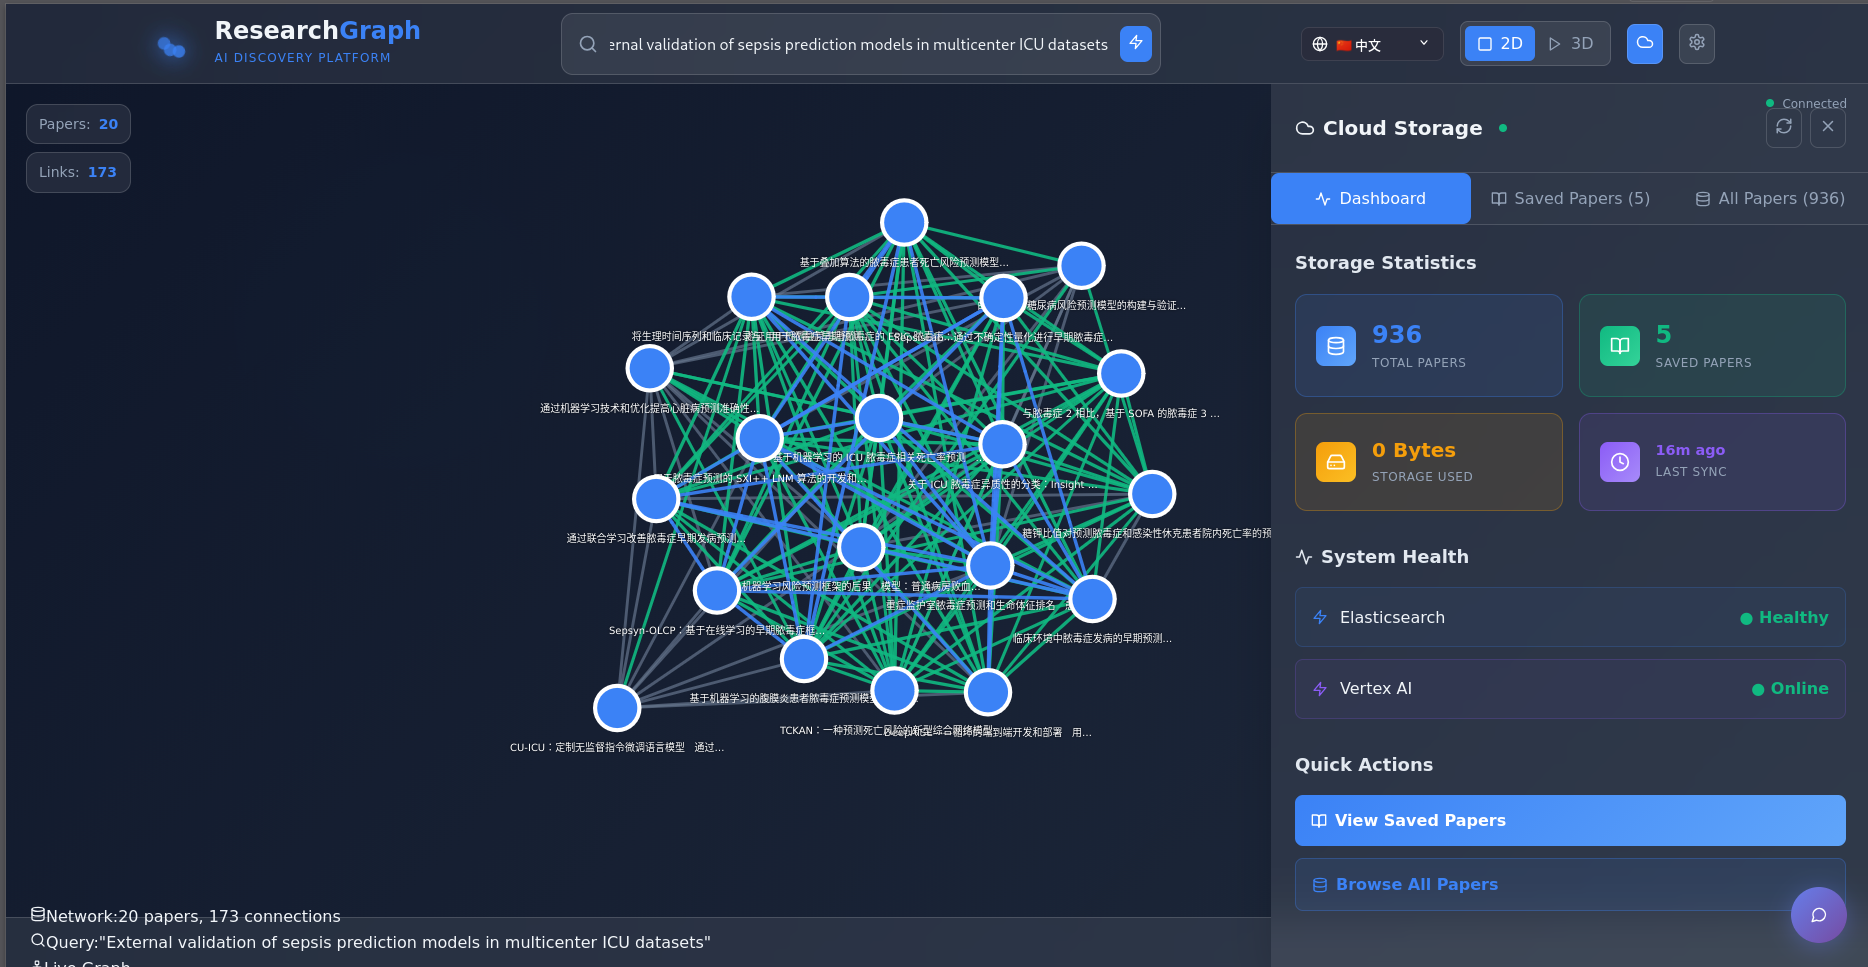 ResearchGraph
AI DISCOVERY PLATFORM
ernal validation of sepsis prediction models in multicenter ICU datasets
中文
2D
3D
Papers: 20
Links: 173
基于叠加算法的脓毒症患者死亡风险预测模型...
糖尿病风险预测模型的构建与验证...
将生理时间序列和临床记录
通过不确定性量化进行早期脓毒症...
通过机器学习技术和优化提高心脏病预测准确性...
与脓毒症 2 相比，基于 SOFA 的脓毒症 3 ...
基于机器学习的 ICU 脓毒症相关死亡率预测
脓毒症预测的 SXI++ LNM 算法的开发和...
关于 ICU 脓毒症异质性的分类：Insight ...
通过联合学习改善脓毒症早期发病预测...
糖钾比值对预测脓毒症和感染性休克患者院内死亡率的预
机器学习风险预测框架的后果 模型：普通病房败血...
重症监护室脓毒症预测和生命体征排名
Sepsyn-OLCP：基于在线学习的早期脓毒症框...
临床环境中脓毒症发病的早期预测...
基于机器学习的腹膜炎患者脓毒症预测模型
TCKAN：一种预测死亡风险的新型综合网络模型
端到端开发和部署 用...
CU-ICU：定制无监督指令微调语言模型 通过...
Network:20 papers, 173 connections
Query:"External validation of sepsis prediction models in multicenter ICU datasets"
Live Graph
Connected
Cloud Storage
Dashboard
Saved Papers (5)
All Papers (936)
Storage Statistics
936
TOTAL PAPERS
5
SAVED PAPERS
0 Bytes
STORAGE USED
16m ago
LAST SYNC
System Health
Elasticsearch
Healthy
Vertex AI
Online
Quick Actions
View Saved Papers
Browse All Papers